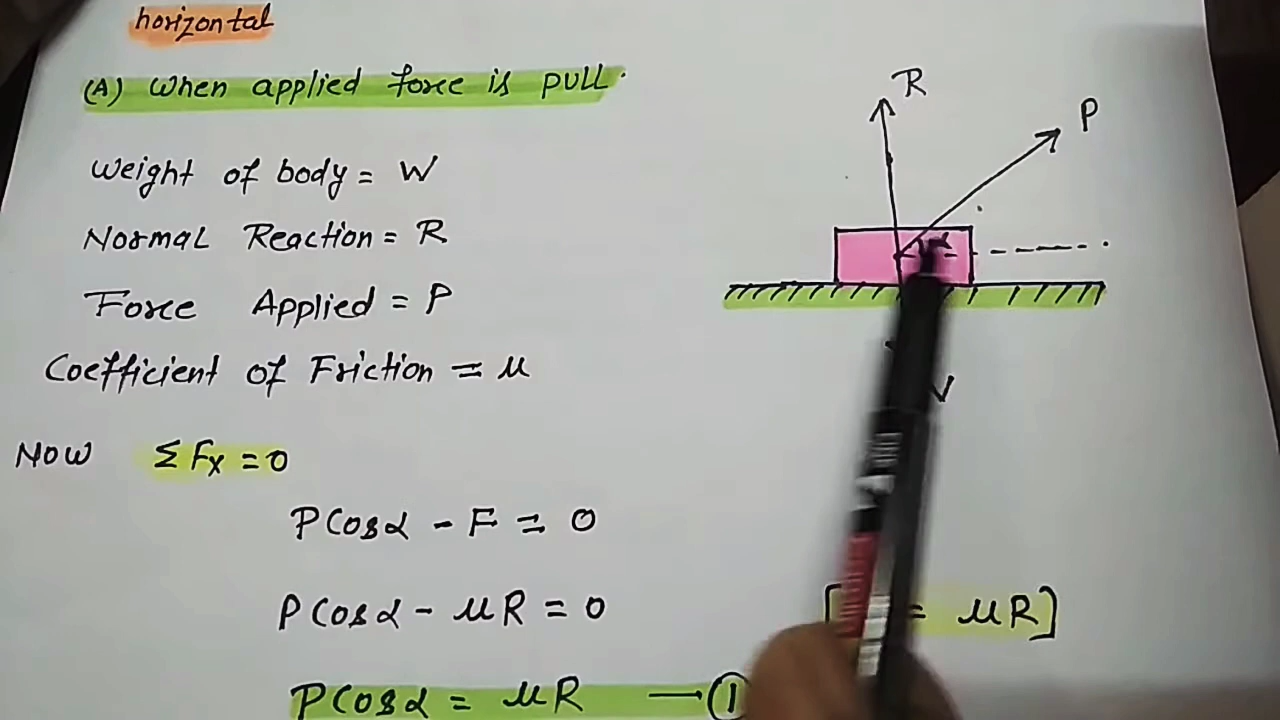 horizontal
(A) When applied force is PULL.
R
P
Weight of body = W
Normal Reaction = R
α
Force Applied = P
Coefficient of Friction = μ
Now Σ Fx = 0
P Cos α - F = 0
P Cos α - μR = 0
[ = μR]
P Cos α = μR — ①